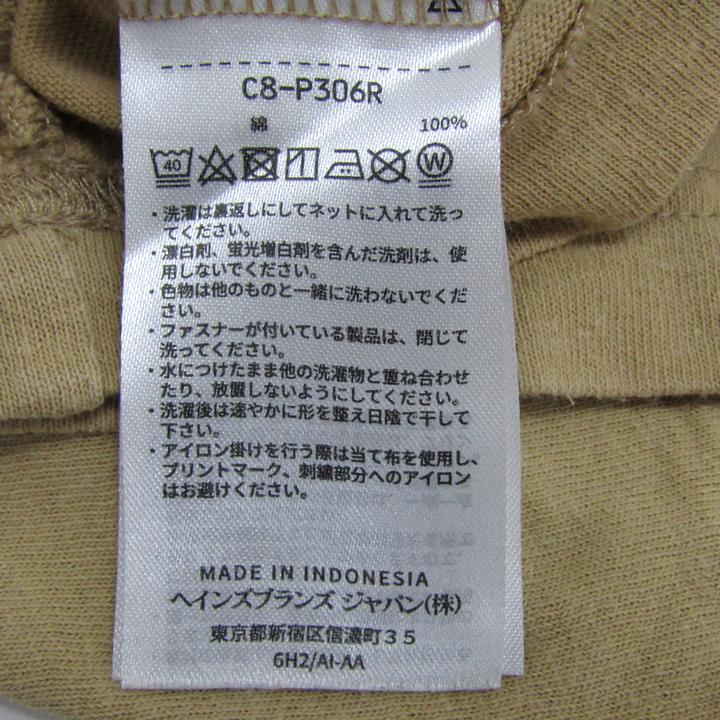 C8-P306R
綿 100%
40 W
・洗濯は裏返しにしてネットに入れて洗っ
てください。
・漂白剤、蛍光増白剤を含んだ洗剤は、使
用しないでください。
・色物は他のものと一緒に洗わないでくだ
さい。
・ファスナーが付いている製品は、閉じて
洗ってください。
・水につけたまま他の洗濯物と重ね合わせ
たり、放置しないようにしてください。
・洗濯後は速やかに形を整え日陰で干して
下さい。
・アイロン掛けを行う際は当て布を使用し、
プリントマーク、刺繍部分へのアイロン
はお避けください。
MADE IN INDONESIA
ヘインズブランズ ジャパン(株)
東京都新宿区信濃町35
6H2/AI-AA